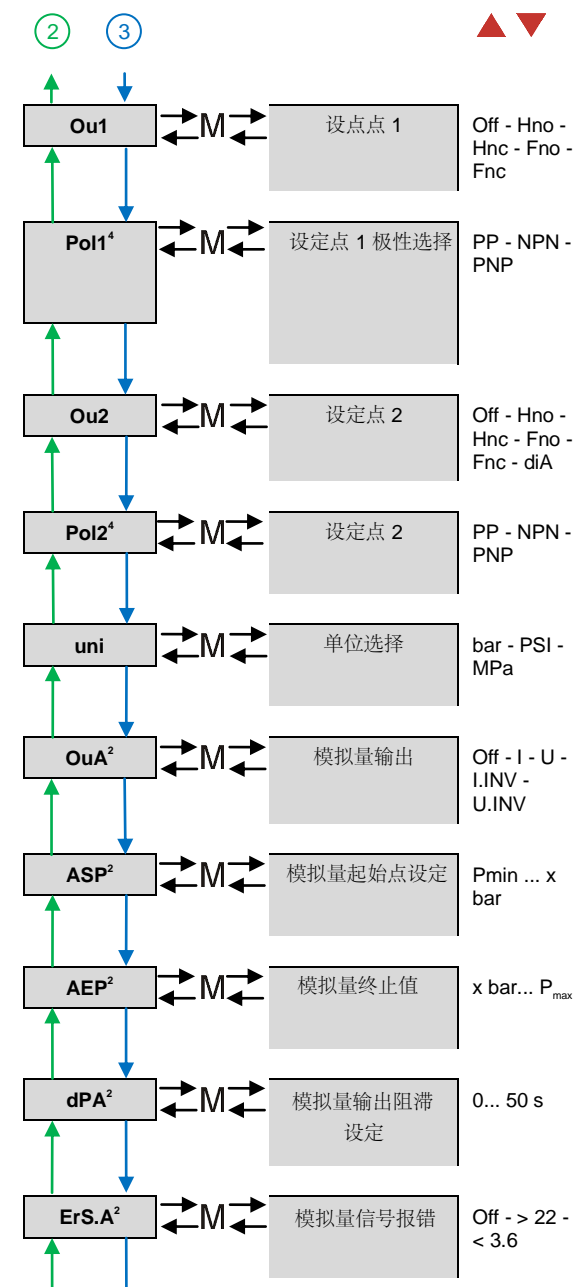 2 3
Ou1 M 设点点 1 Off - Hno -
Hnc - Fno -
Fnc
Pol1⁴ M 设定点 1 极性选择 PP - NPN -
PNP
Ou2 M 设定点 2 Off - Hno -
Hnc - Fno -
Fnc - diA
Pol2⁴ M 设定点 2 PP - NPN -
PNP
uni M 单位选择 bar - PSI -
MPa
OuA² M 模拟量输出 Off - I - U -
I.INV -
U.INV
ASP² M 模拟量起始点设定 Pmin ... x
bar
AEP² M 模拟量终止值 x bar... Pmax
dPA² M 模拟量输出阻滞 0... 50 s
设定
ErS.A² M 模拟量信号报错 Off - > 22 -
< 3.6